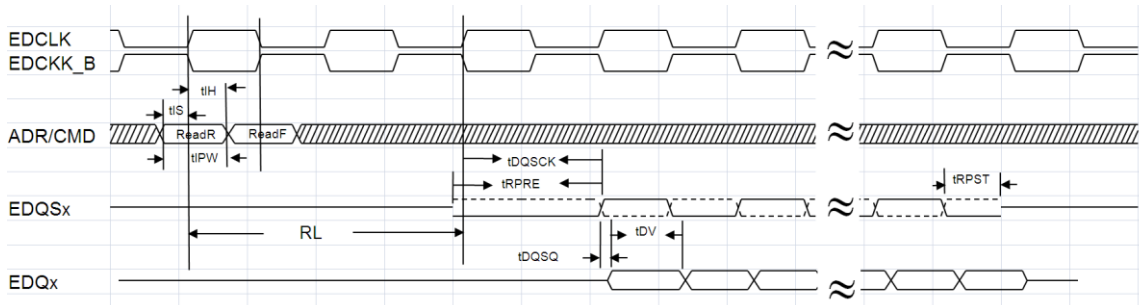 EDCLK
EDCKK_B
tIH
tIS
ADR/CMD
ReadR
ReadF
tIPW
tDQSCK
tRPRE
tRPST
EDQSx
RL
tDV
tDQSQ
EDQx